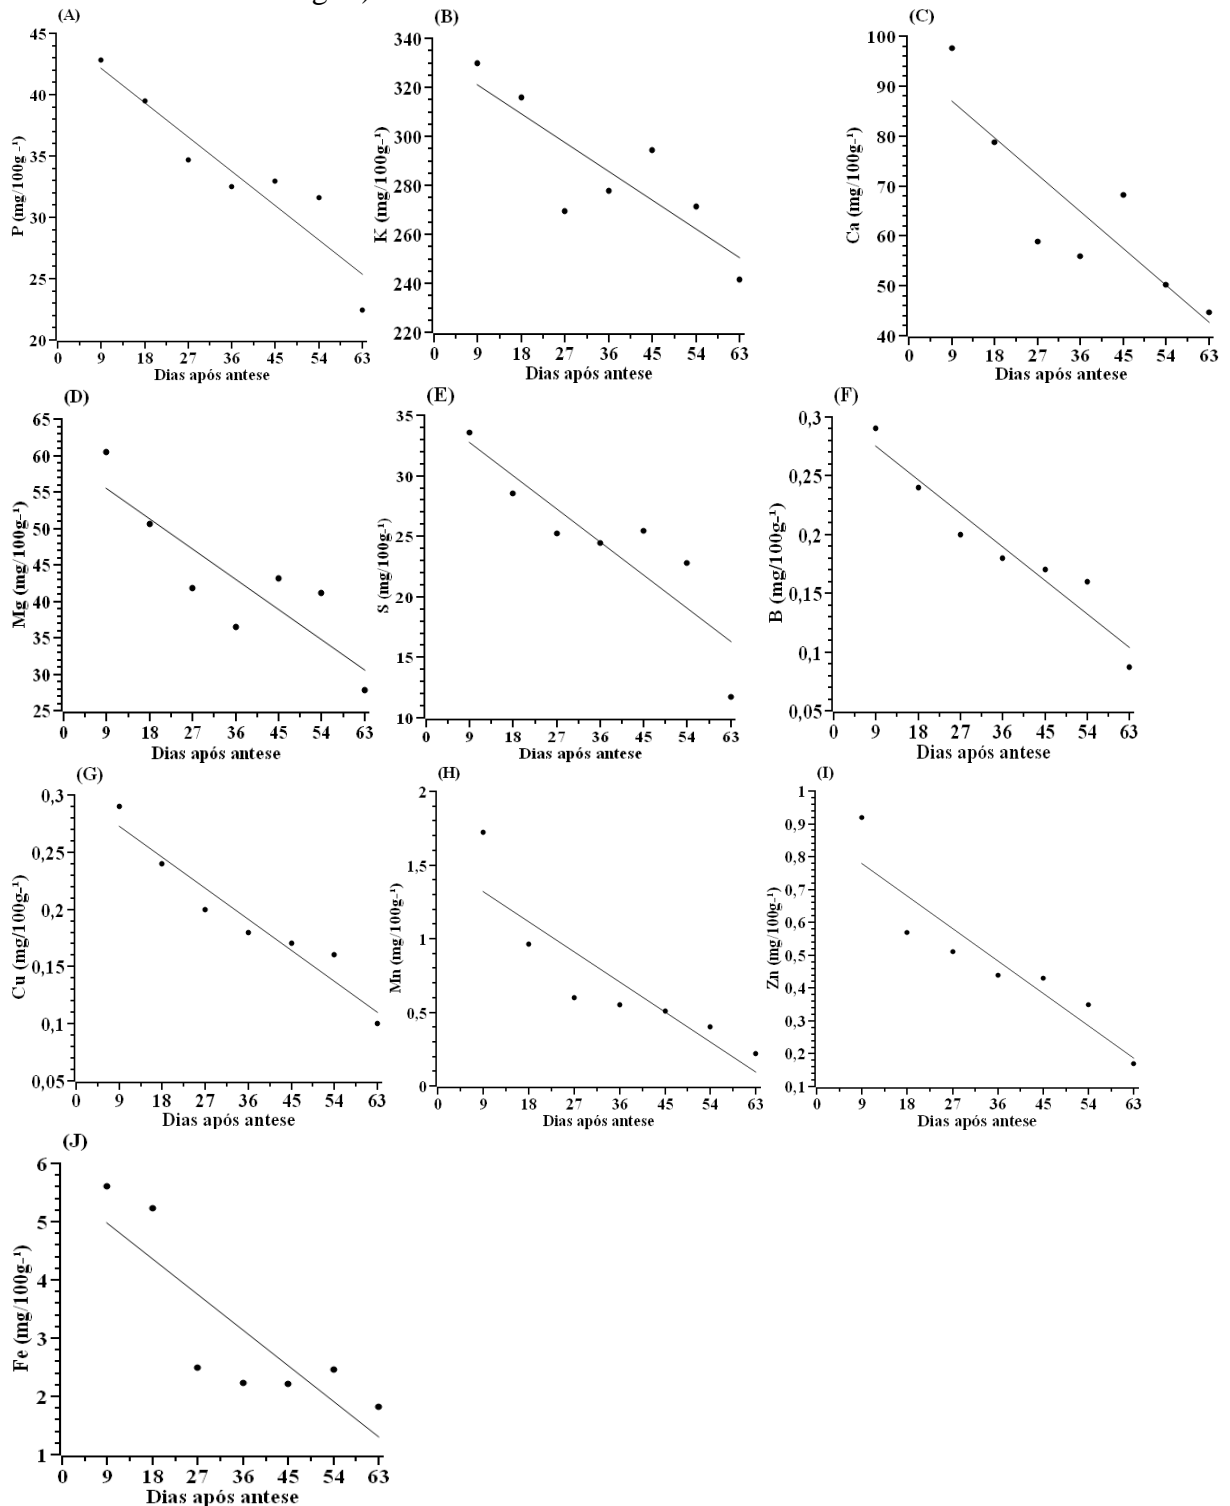 (A)
45
40
35
30
25
20
P (mg/100g -¹)
0 9 18 27 36 45 54 63
Dias após antese
(B)
340
320
300
280
260
240
220
K (mg/100g-¹)
0 9 18 27 36 45 54 63
Dias após antese
(C)
100
90
80
70
60
50
40
Ca (mg/100g-¹)
0 9 18 27 36 45 54 63
Dias após antese
(D)
65
60
55
50
45
40
35
30
25
Mg (mg/100g-¹)
0 9 18 27 36 45 54 63
Dias após antese
(E)
35
30
25
20
15
10
S (mg/100g-¹)
0 9 18 27 36 45 54 63
Dias após antese
(F)
0,3
0,25
0,2
0,15
0,1
0,05
B (mg/100g-¹)
0 9 18 27 36 45 54 63
Dias após antese
(G)
0,3
0,25
0,2
0,15
0,1
0,05
Cu (mg/100g-¹)
0 9 18 27 36 45 54 63
Dias após antese
(H)
2
1,5
1
0,5
0
Mn (mg/100g-¹)
0 9 18 27 36 45 54 63
Dias após antese
(I)
1
0,9
0,8
0,7
0,6
0,5
0,4
0,3
0,2
0,1
Zn (mg/100g-¹)
0 9 18 27 36 45 54 63
Dias após antese
(J)
6
5
4
3
2
1
Fe (mg/100g-¹)
0 9 18 27 36 45 54 63
Dias após antese